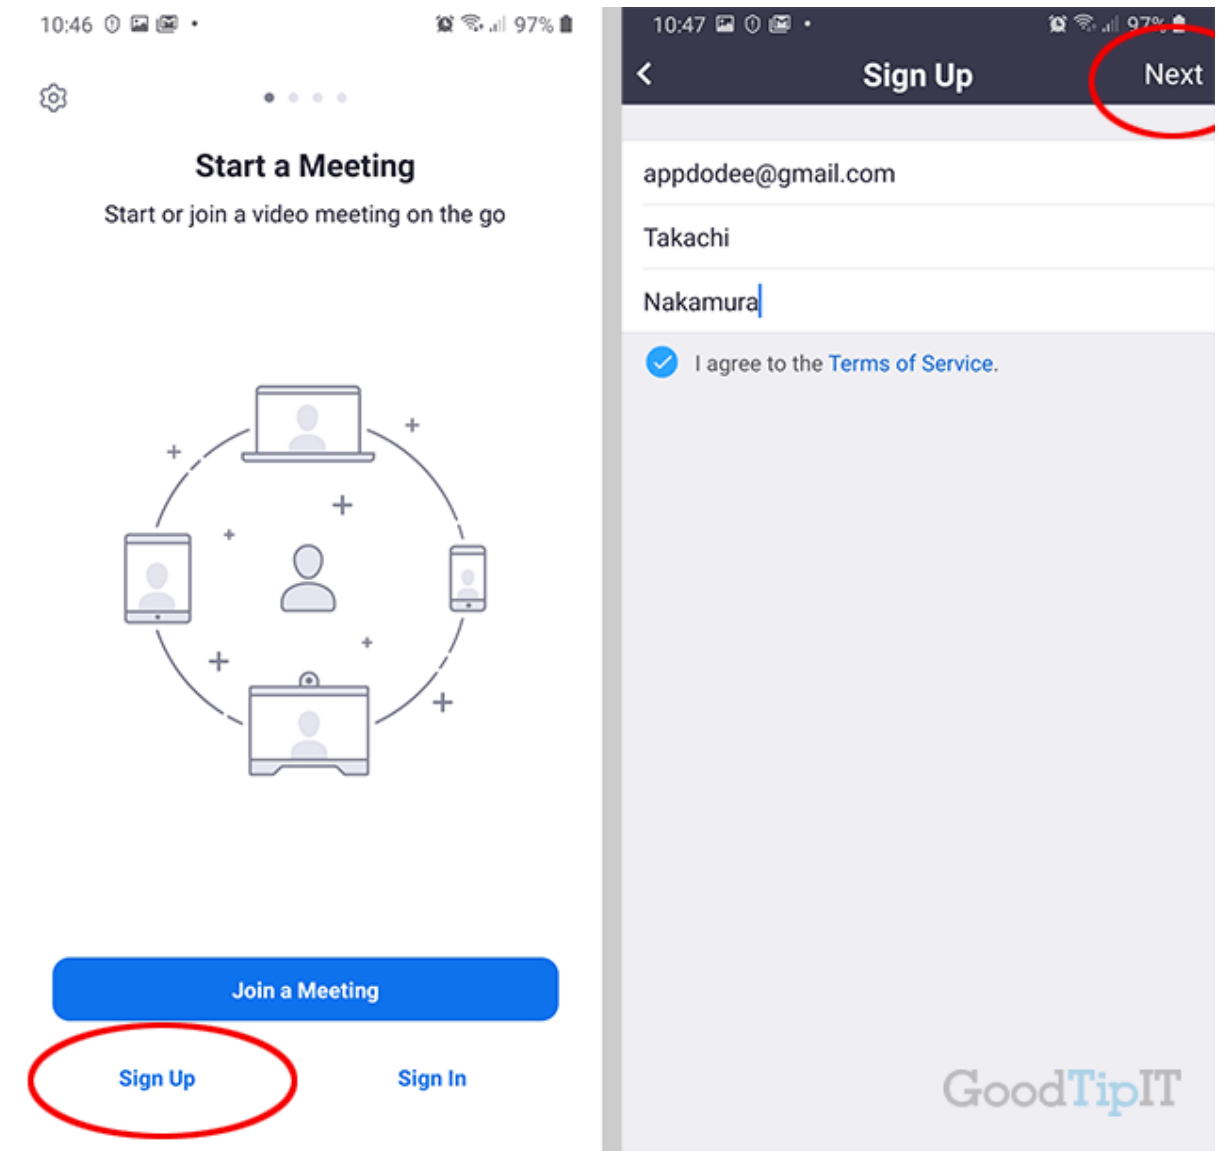 10:46
97%
Start a Meeting
Start or join a video meeting on the go
Join a Meeting
Sign Up
Sign In
10:47
97%
Sign Up
Next
appdodee@gmail.com
Takachi
Nakamura
I agree to the Terms of Service.
GoodTipIT